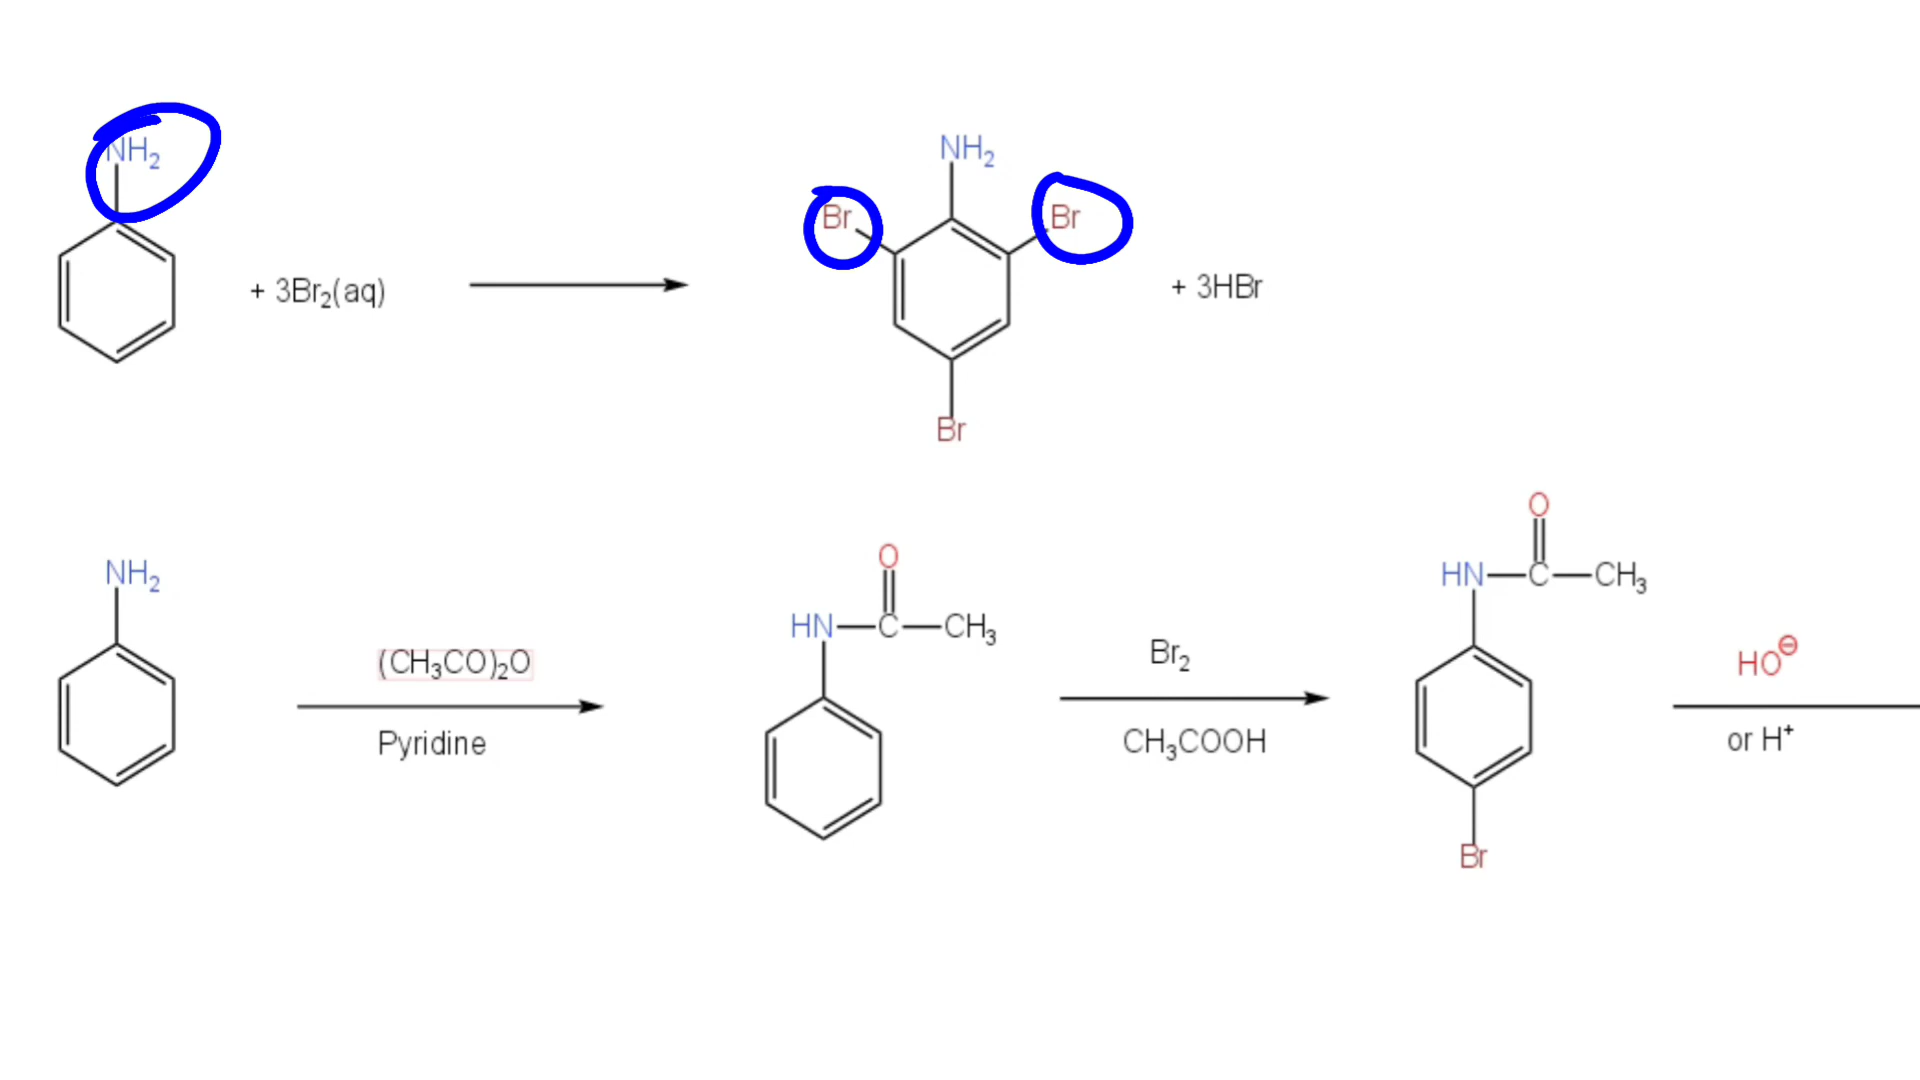 NH₂
+ 3Br₂(aq)
NH₂
Br
Br
Br
+ 3HBr
NH₂
(CH₃CO)₂O
Pyridine
O
HN—C—CH₃
Br₂
CH₃COOH
O
HN—C—CH₃
Br
HO⊖
or H⁺